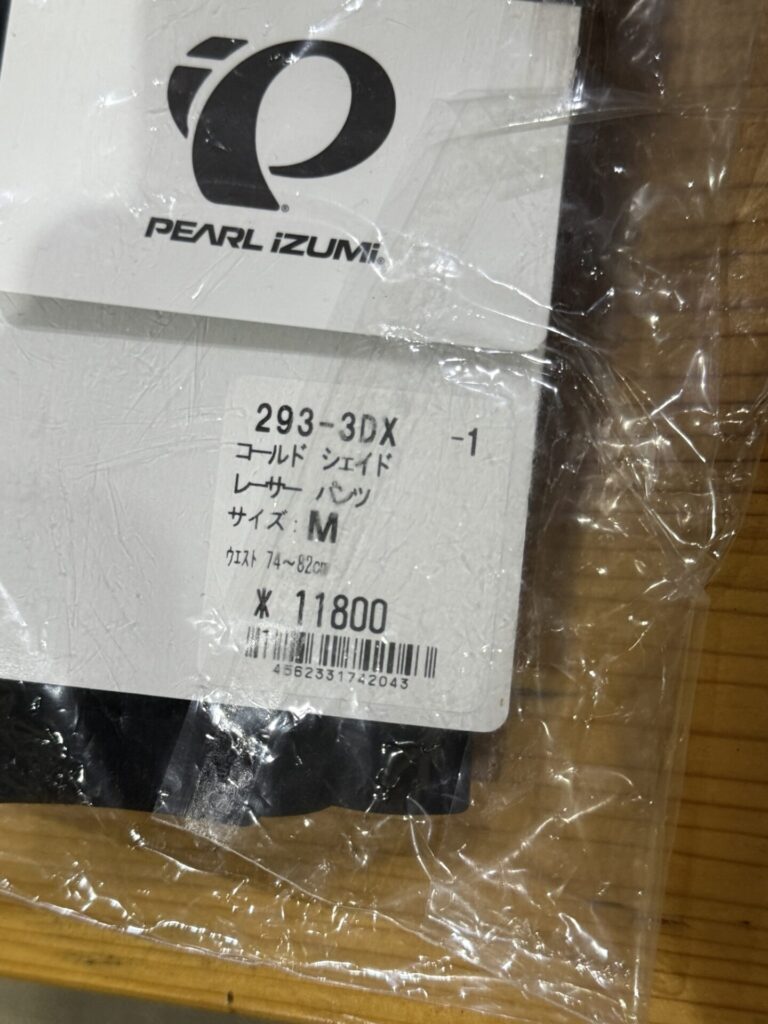 PEARL iZUMi®
293-3DX -1
コールド シェイド
レーサー パンツ
サイズ: M
ウエスト 74～82cm
¥ 11800
4562331742043